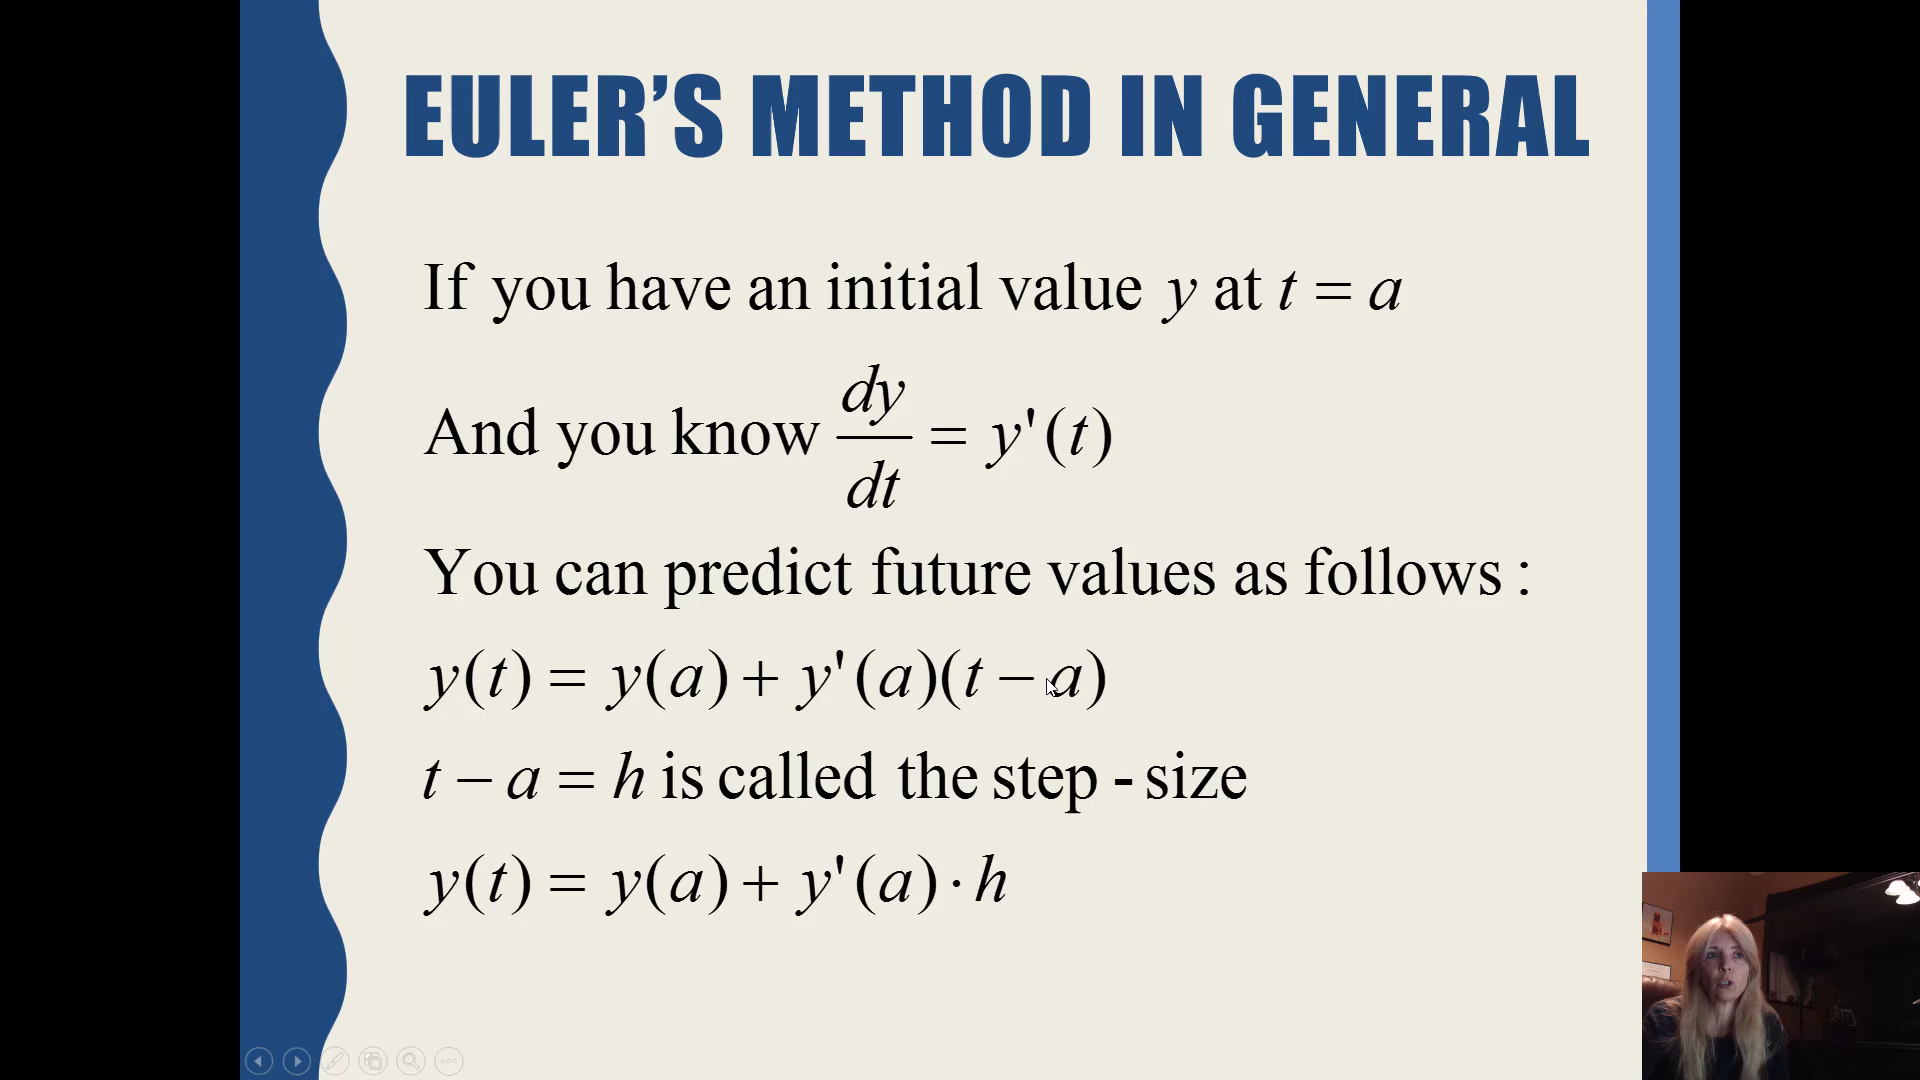 EULER'S METHOD IN GENERAL
If you have an initial value y at t = a
And you know dy/dt = y'(t)
You can predict future values as follows :
y(t) = y(a) + y'(a)(t − a)
t − a = h is called the step - size
y(t) = y(a) + y'(a) · h